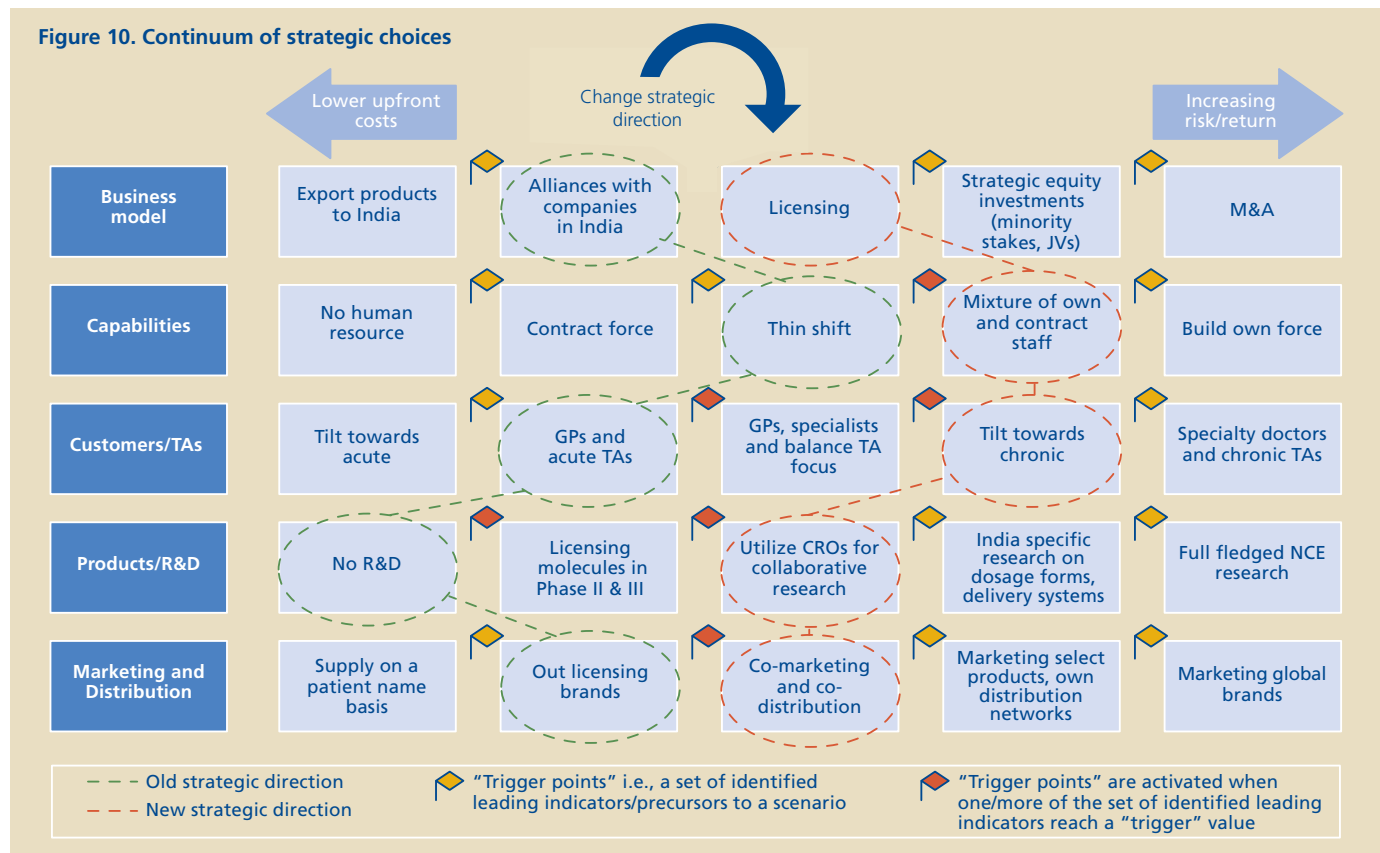 Figure 10. Continuum of strategic choices
Lower upfront
costs
Change strategic
direction
Increasing
risk/return
Business
model
Export products
to India
Alliances with
companies
in India
Licensing
Strategic equity
investments
(minority
stakes, JVs)
M&A
Capabilities
No human
resource
Contract force
Thin shift
Mixture of own
and contract
staff
Build own force
Customers/TAs
Tilt towards
acute
GPs and
acute TAs
GPs, specialists
and balance TA
focus
Tilt towards
chronic
Specialty doctors
and chronic TAs
Products/R&D
No R&D
Licensing
molecules in
Phase II & III
Utilize CROs for
collaborative
research
India specific
research on
dosage forms,
delivery systems
Full fledged NCE
research
Marketing and
Distribution
Supply on a
patient name
basis
Out licensing
brands
Co-marketing
and co-
distribution
Marketing select
products, own
distribution
networks
Marketing global
brands
Old strategic direction
New strategic direction
“Trigger points” i.e., a set of identified
leading indicators/precursors to a scenario
“Trigger points” are activated when
one/more of the set of identified leading
indicators reach a “trigger” value